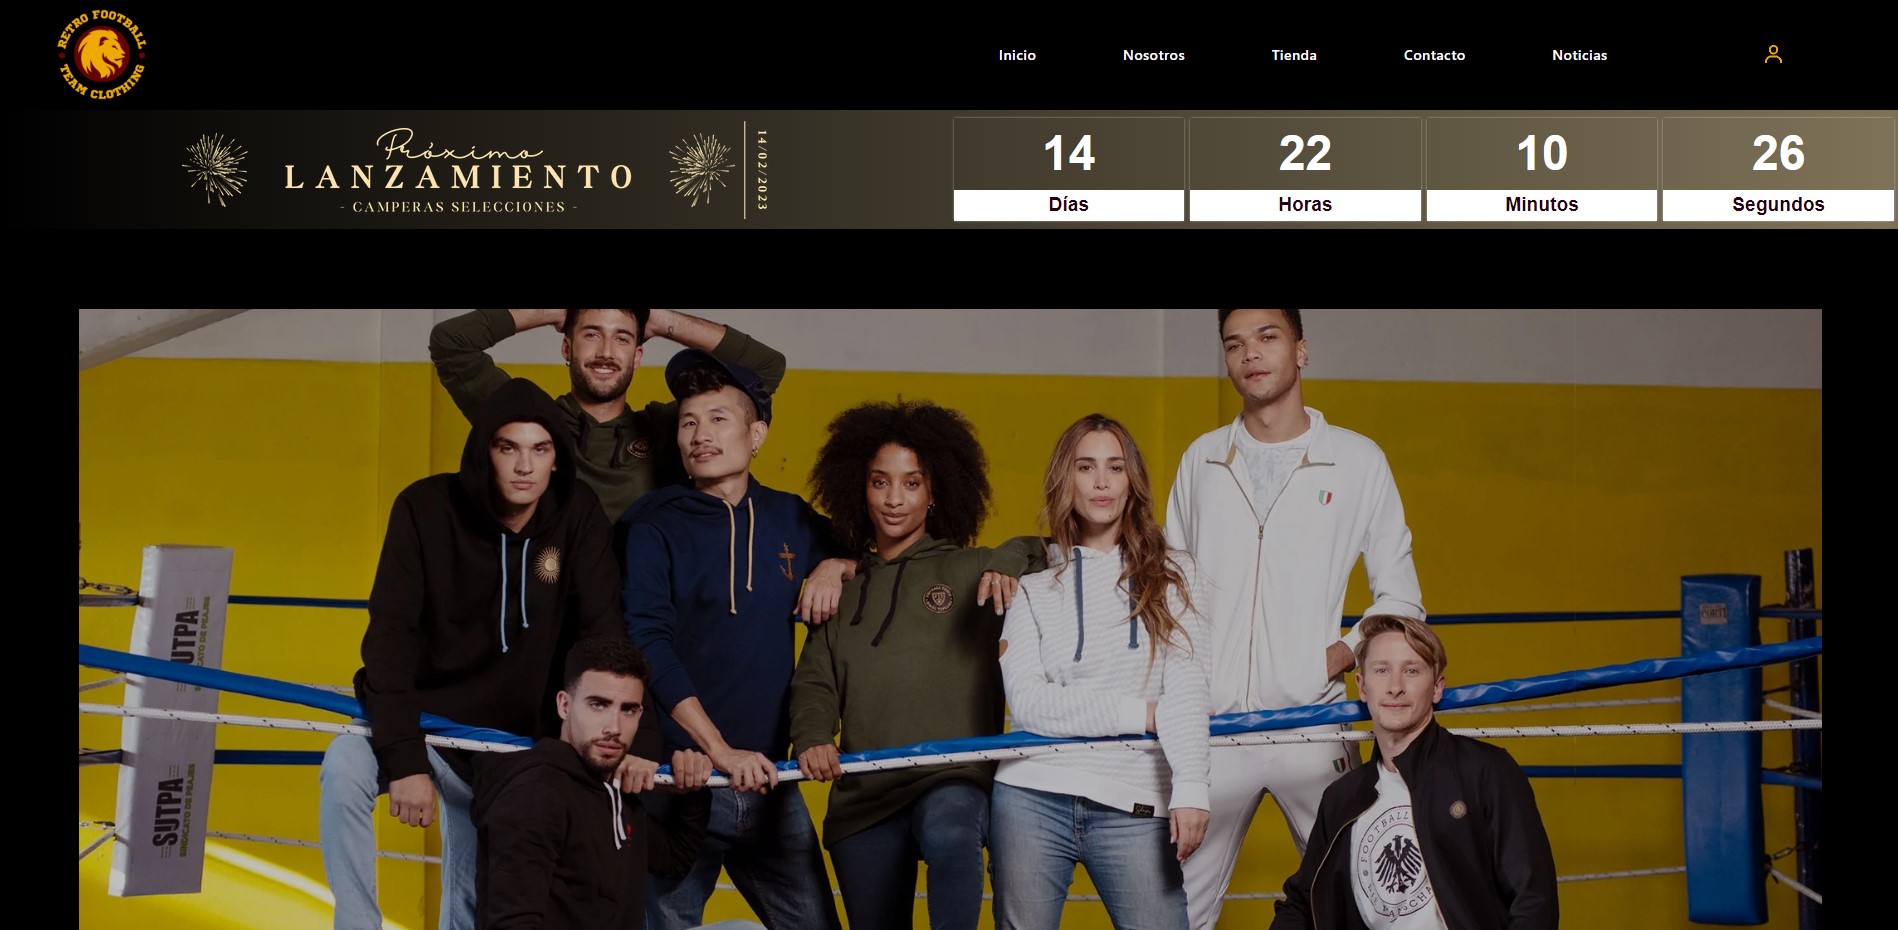 RETRO FOOTBALL
TEAM CLOTHING
Inicio
Nosotros
Tienda
Contacto
Noticias
Próximo
LANZAMIENTO
- CAMPERAS SELECCIONES -
14/02/2023
14
Días
22
Horas
10
Minutos
26
Segundos
SUTPA
SINDICATO DE PEAJES
SUTPA
SINDICATO DE PEAJES
FOOTBALL